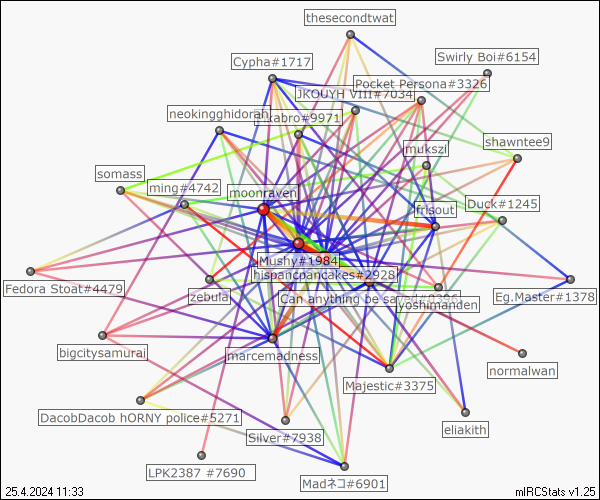 thesecondtwat
Swirly Boi#6154
Cypha#1717
Pocket Persona#3326
JKOUYH VIII#7034
neokingghidorah
kabro#9971
shawntee9
mukszi
somass
ming#4742
moonraven
Duck#1245
frisout
Mushy#1984
hispancpancakes#2928
Fedora Stoat#4479
zebula
Can anything be saved#0396
Eg.Master#1378
yoshimanden
bigcitysamurai
marcemadness
normalwan
Majestic#3375
DacobDacob hORNY police#5271
eliakith
Silver#7938
LPK2387 #7690
Madネコ#6901
25.4.2024 11:33
mIRCStats v1.25